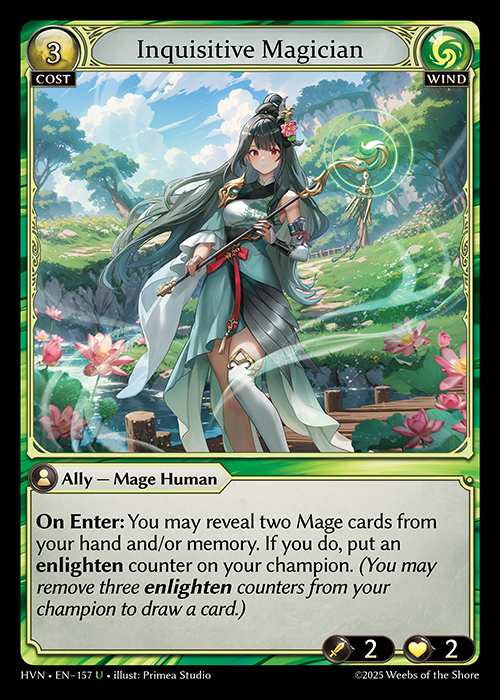 3
COST
Inquisitive Magician
WIND
Ally — Mage Human
On Enter: You may reveal two Mage cards from
your hand and/or memory. If you do, put an
enlighten counter on your champion. (You may
remove three enlighten counters from your
champion to draw a card.)
2
2
HVN • EN–157 U • illust: Primea Studio
©2025 Weebs of the Shore